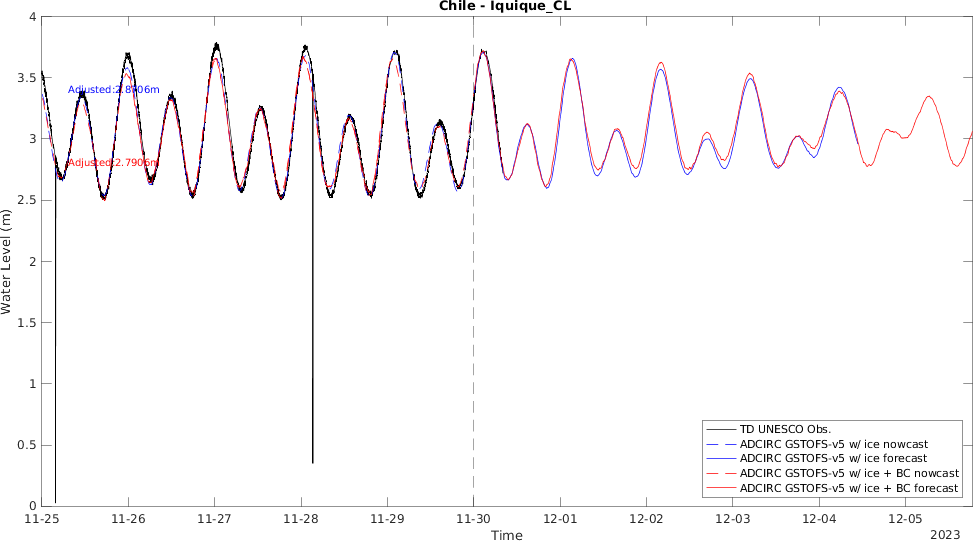 Chile - Iquique_CL
4
3.5
3
2.5
2
1.5
1
0.5
0
Water Level (m)
Adjusted:2.8706m
Adjusted:2.7906m
TD UNESCO Obs.
ADCIRC GSTOFS-v5 w/ ice nowcast
ADCIRC GSTOFS-v5 w/ ice forecast
ADCIRC GSTOFS-v5 w/ ice + BC nowcast
ADCIRC GSTOFS-v5 w/ ice + BC forecast
11-25 11-26 11-27 11-28 11-29 11-30 12-01 12-02 12-03 12-04 12-05
Time
2023